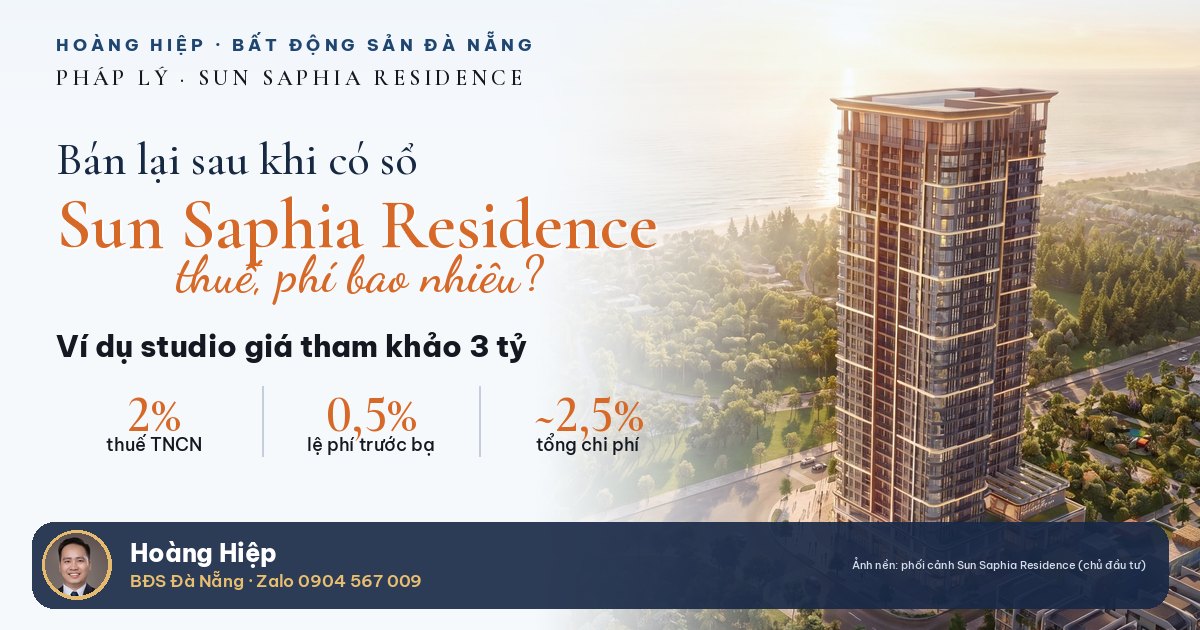 HOÀNG HIỆP · BẤT ĐỘNG SẢN ĐÀ NẴNG
PHÁP LÝ · SUN SAPHIA RESIDENCE
Bán lại sau khi có sổ
Sun Saphia Residence
thuế, phí bao nhiêu?
Ví dụ studio giá tham khảo 3 tỷ
2%
thuế TNCN
0,5%
lệ phí trước bạ
~2,5%
tổng chi phí
Hoàng Hiệp
BĐS Đà Nẵng · Zalo 0904 567 009
Ảnh nền: phối cảnh Sun Saphia Residence (chủ đầu tư)